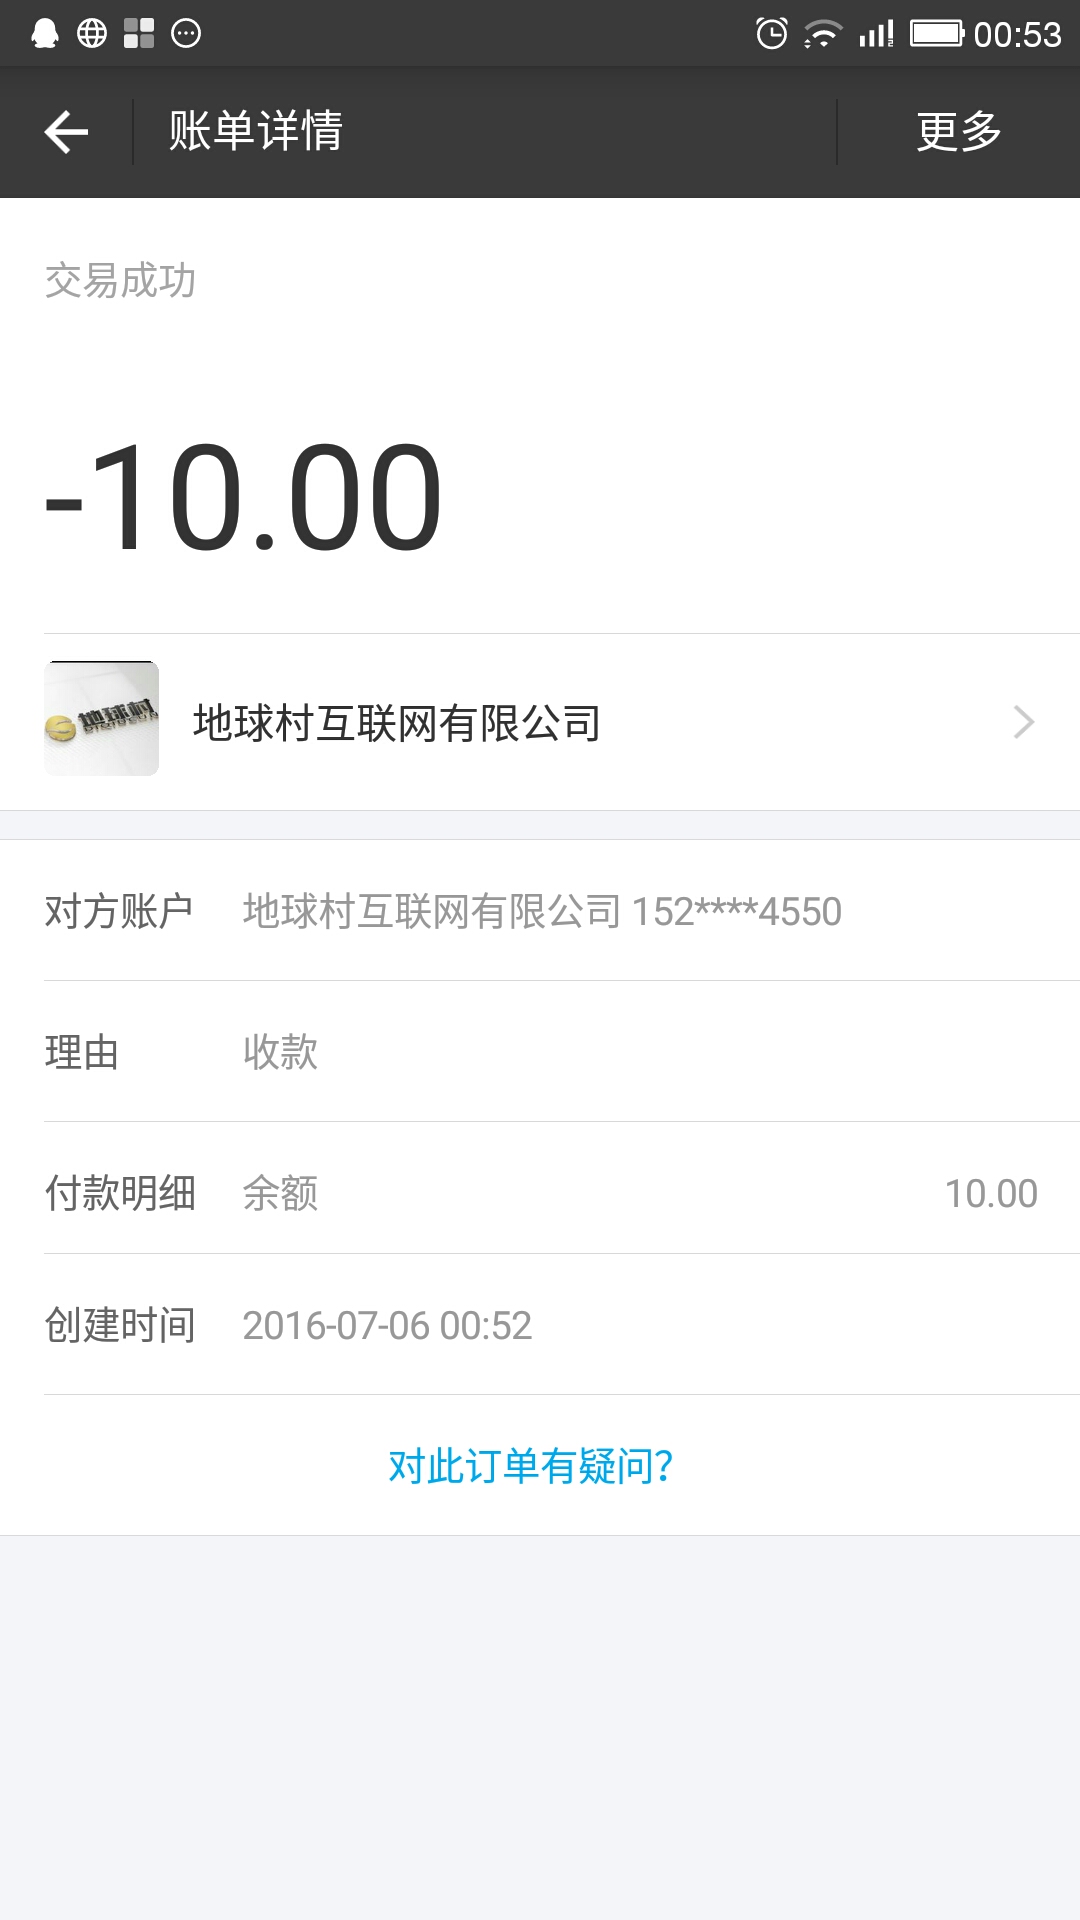 00:53
账单详情
更多
交易成功
-10.00
地球村
地球村互联网有限公司
对方账户 地球村互联网有限公司 152****4550
理由 收款
付款明细 余额 10.00
创建时间 2016-07-06 00:52
对此订单有疑问?